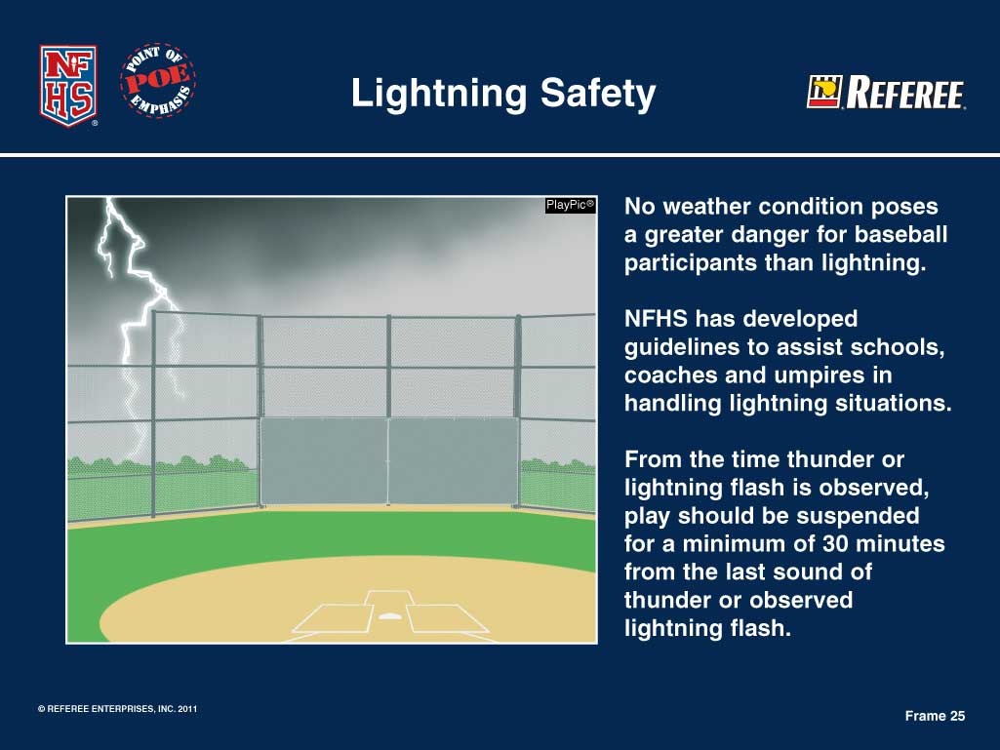 NF
HS
®
POINT OF
POE
EMPHASIS
Lightning Safety
REFEREE
PlayPic®
No weather condition poses
a greater danger for baseball
participants than lightning.
NFHS has developed
guidelines to assist schools,
coaches and umpires in
handling lightning situations.
From the time thunder or
lightning flash is observed,
play should be suspended
for a minimum of 30 minutes
from the last sound of
thunder or observed
lightning flash.
© REFEREE ENTERPRISES, INC. 2011
Frame 25